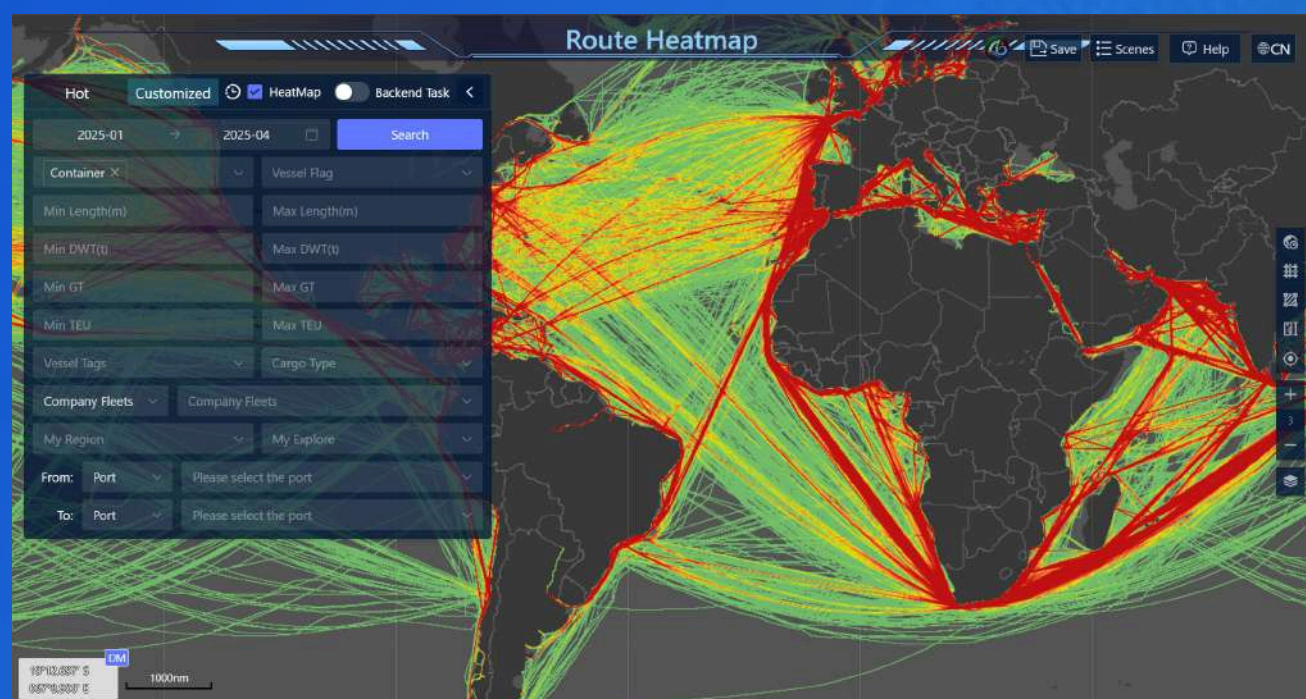 Route Heatmap
Save
Scenes
Help
CN
Hot
Customized
HeatMap
Backend Task
2025-01
2025-04
Search
Container
Vessel Flag
Min Length(m)
Max Length(m)
Min DWT(t)
Max DWT(t)
Min GT
Max GT
Min TEU
Max TEU
Vessel Tags
Cargo Type
Company Fleets
Company Fleets
My Region
My Explore
From:
Port
Please select the port
To:
Port
Please select the port
3
DM
1000nm